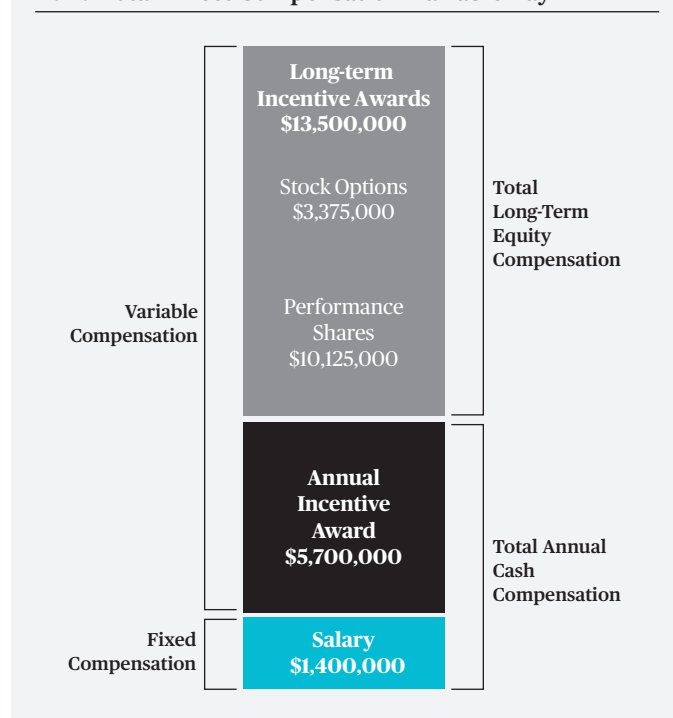 Long-term
Incentive Awards
$13,500,000
Stock Options
$3,375,000
Performance
Shares
$10,125,000
Total
Long-Term
Equity
Compensation
Variable
Compensation
Annual
Incentive
Award
$5,700,000
Total Annual
Cash
Compensation
Fixed
Compensation
Salary
$1,400,000